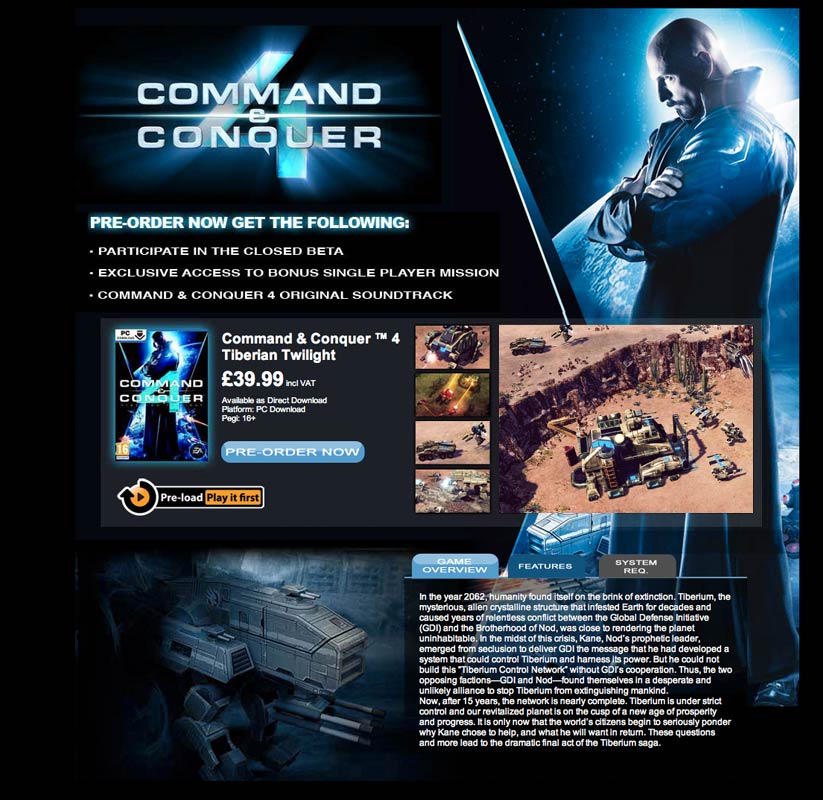 4
COMMAND
&
CONQUER
PRE-ORDER NOW GET THE FOLLOWING:
• PARTICIPATE IN THE CLOSED BETA
• EXCLUSIVE ACCESS TO BONUS SINGLE PLAYER MISSION
• COMMAND & CONQUER 4 ORIGINAL SOUNDTRACK
PC
DOWNLOAD
COMMAND
&
CONQUER
16
EA
Command & Conquer ™ 4
Tiberian Twilight
£39.99 incl VAT
Available as Direct Download
Platform: PC Download
Pegi: 16+
PRE-ORDER NOW
Pre-load Play it first
GAME
OVERVIEW
FEATURES
SYSTEM
REQ.
In the year 2062, humanity found itself on the brink of extinction. Tiberium, the
mysterious, alien crystalline structure that infested Earth for decades and
caused years of relentless conflict between the Global Defense Initiative
(GDI) and the Brotherhood of Nod, was close to rendering the planet
uninhabitable. In the midst of this crisis, Kane, Nod's prophetic leader,
emerged from seclusion to deliver GDI the message that he had developed a
system that could control Tiberium and harness its power. But he could not
build this "Tiberium Control Network" without GDI's cooperation. Thus, the two
opposing factions—GDI and Nod—found themselves in a desperate and
unlikely alliance to stop Tiberium from extinguishing mankind.
Now, after 15 years, the network is nearly complete. Tiberium is under strict
control and our revitalized planet is on the cusp of a new age of prosperity
and progress. It is only now that the world's citizens begin to seriously ponder
why Kane chose to help, and what he will want in return. These questions
and more lead to the dramatic final act of the Tiberium saga.